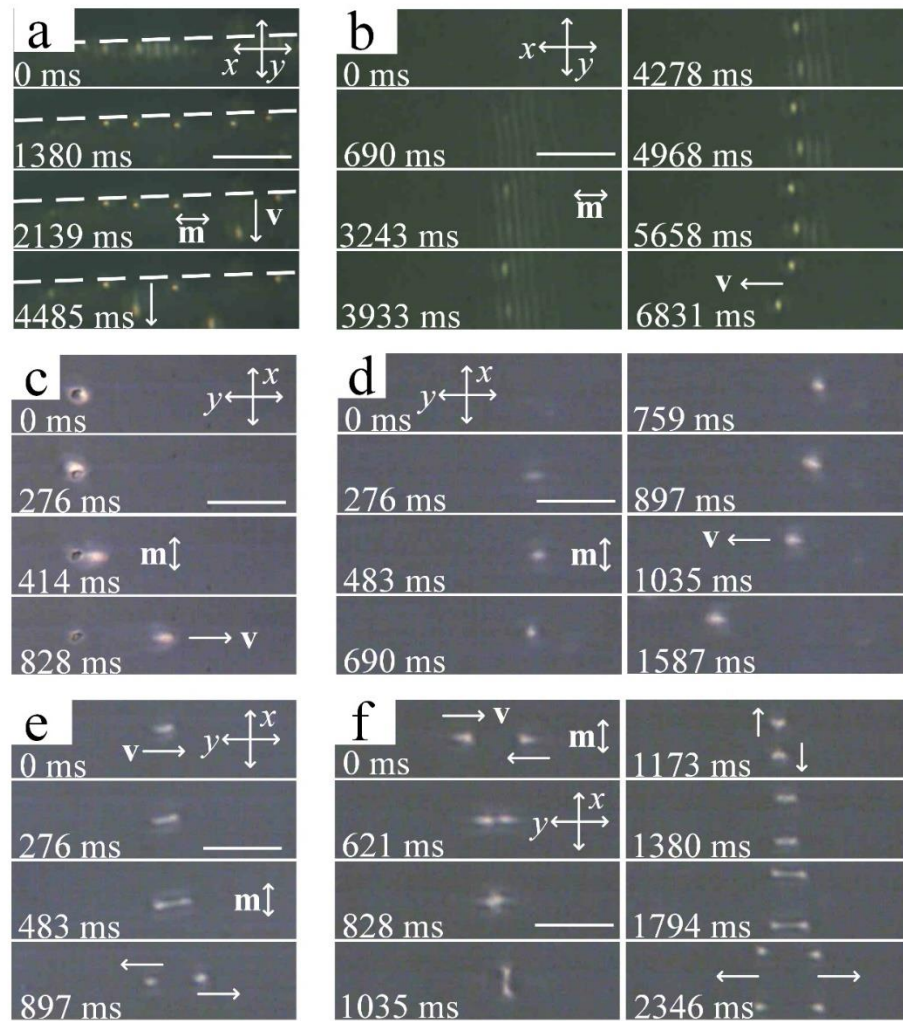 a
x
y
0 ms
1380 ms
2139 ms
m
v
4485 ms
b
x
y
0 ms
690 ms
3243 ms
m
3933 ms
4278 ms
4968 ms
5658 ms
v
6831 ms
c
x
y
0 ms
276 ms
m
414 ms
v
828 ms
d
x
y
0 ms
276 ms
m
483 ms
690 ms
759 ms
897 ms
v
1035 ms
1587 ms
e
x
y
v
0 ms
276 ms
m
483 ms
897 ms
f
v
m
0 ms
x
y
621 ms
828 ms
1035 ms
1173 ms
1380 ms
1794 ms
2346 ms